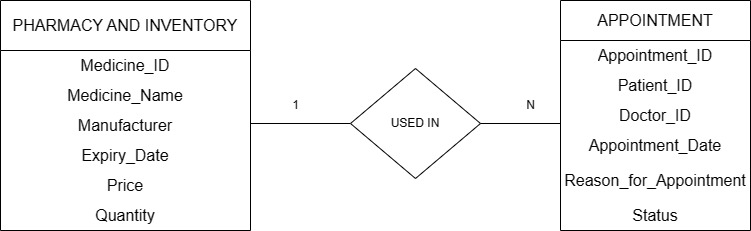 PHARMACY AND INVENTORY
Medicine_ID
Medicine_Name
Manufacturer
Expiry_Date
Price
Quantity
1
USED IN
N
APPOINTMENT
Appointment_ID
Patient_ID
Doctor_ID
Appointment_Date
Reason_for_Appointment
Status